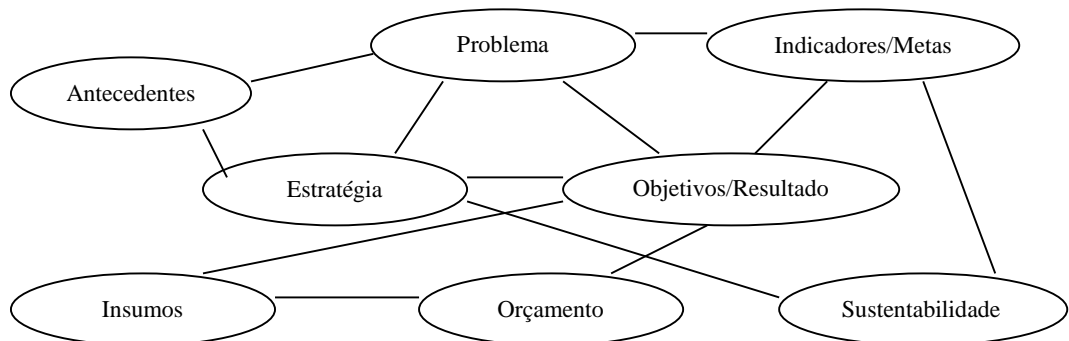 Problema
Indicadores/Metas
Antecedentes
Estratégia
Objetivos/Resultado
Insumos
Orçamento
Sustentabilidade